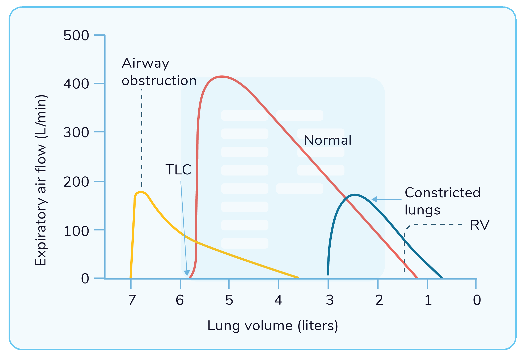 500
400
300
200
100
0
Expiratory air flow (L/min)
Airway
obstruction
TLC
Normal
Constricted
lungs
RV
7 6 5 4 3 2 1 0
Lung volume (liters)